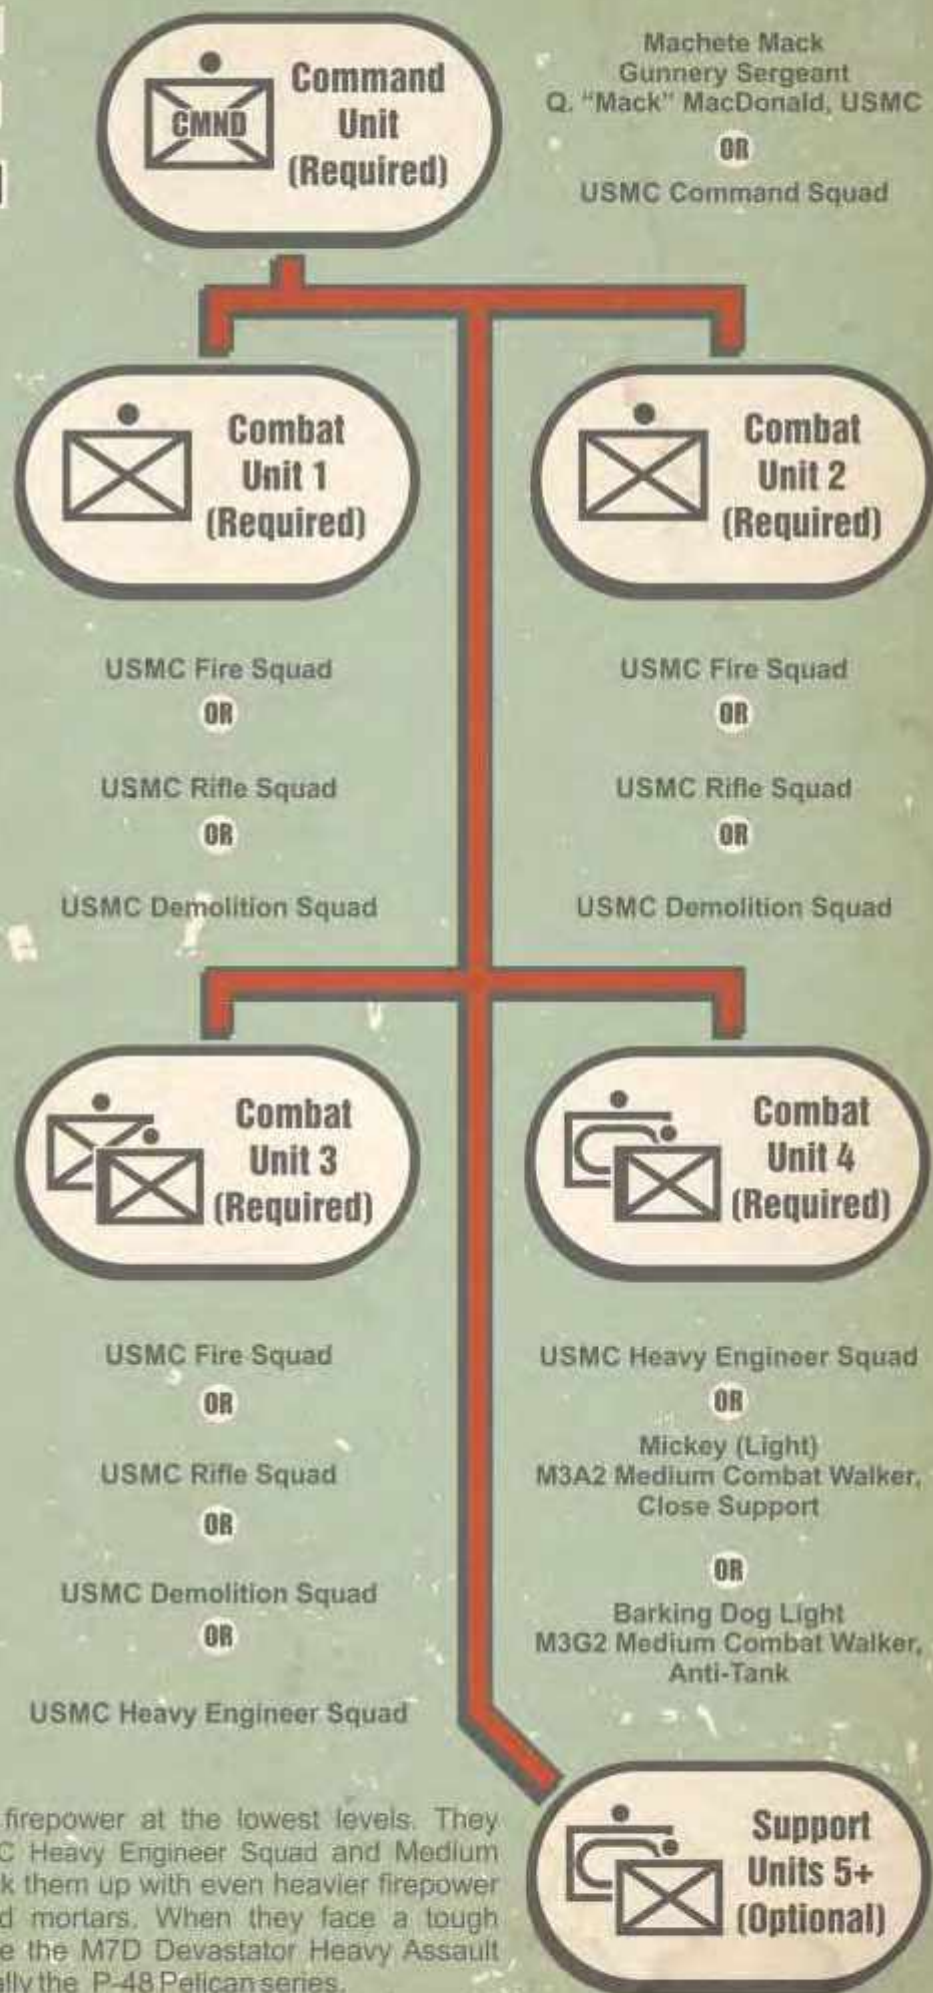 CMND
Command
Unit
(Required)
Machete Mack
Gunnery Sergeant
Q. "Mack" MacDonald, USMC
OR
USMC Command Squad
Combat
Unit 1
(Required)
Combat
Unit 2
(Required)
USMC Fire Squad
OR
USMC Rifle Squad
OR
USMC Demolition Squad
USMC Fire Squad
OR
USMC Rifle Squad
OR
USMC Demolition Squad
Combat
Unit 3
(Required)
Combat
Unit 4
(Required)
USMC Fire Squad
OR
USMC Rifle Squad
OR
USMC Demolition Squad
OR
USMC Heavy Engineer Squad
USMC Heavy Engineer Squad
OR
Mickey (Light)
M3A2 Medium Combat Walker,
Close Support
OR
Barking Dog Light
M3G2 Medium Combat Walker,
Anti-Tank
firepower at the lowest levels. They
Heavy Engineer Squad and Medium
them up with even heavier firepower
mortars. When they face a tough
the M7D Devastator Heavy Assault
the P-48 Pelican series.
Support
Units 5+
(Optional)